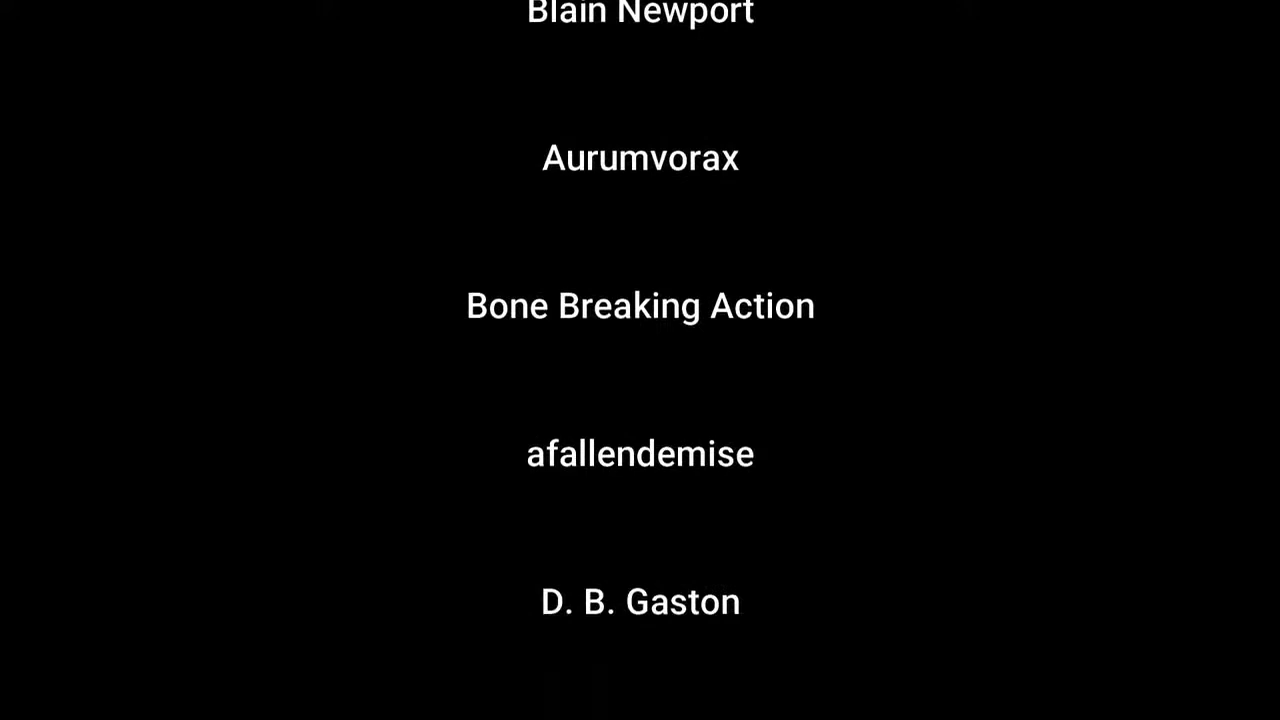 Blain Newport
Aurumvorax
Bone Breaking Action
afallendemise
D. B. Gaston